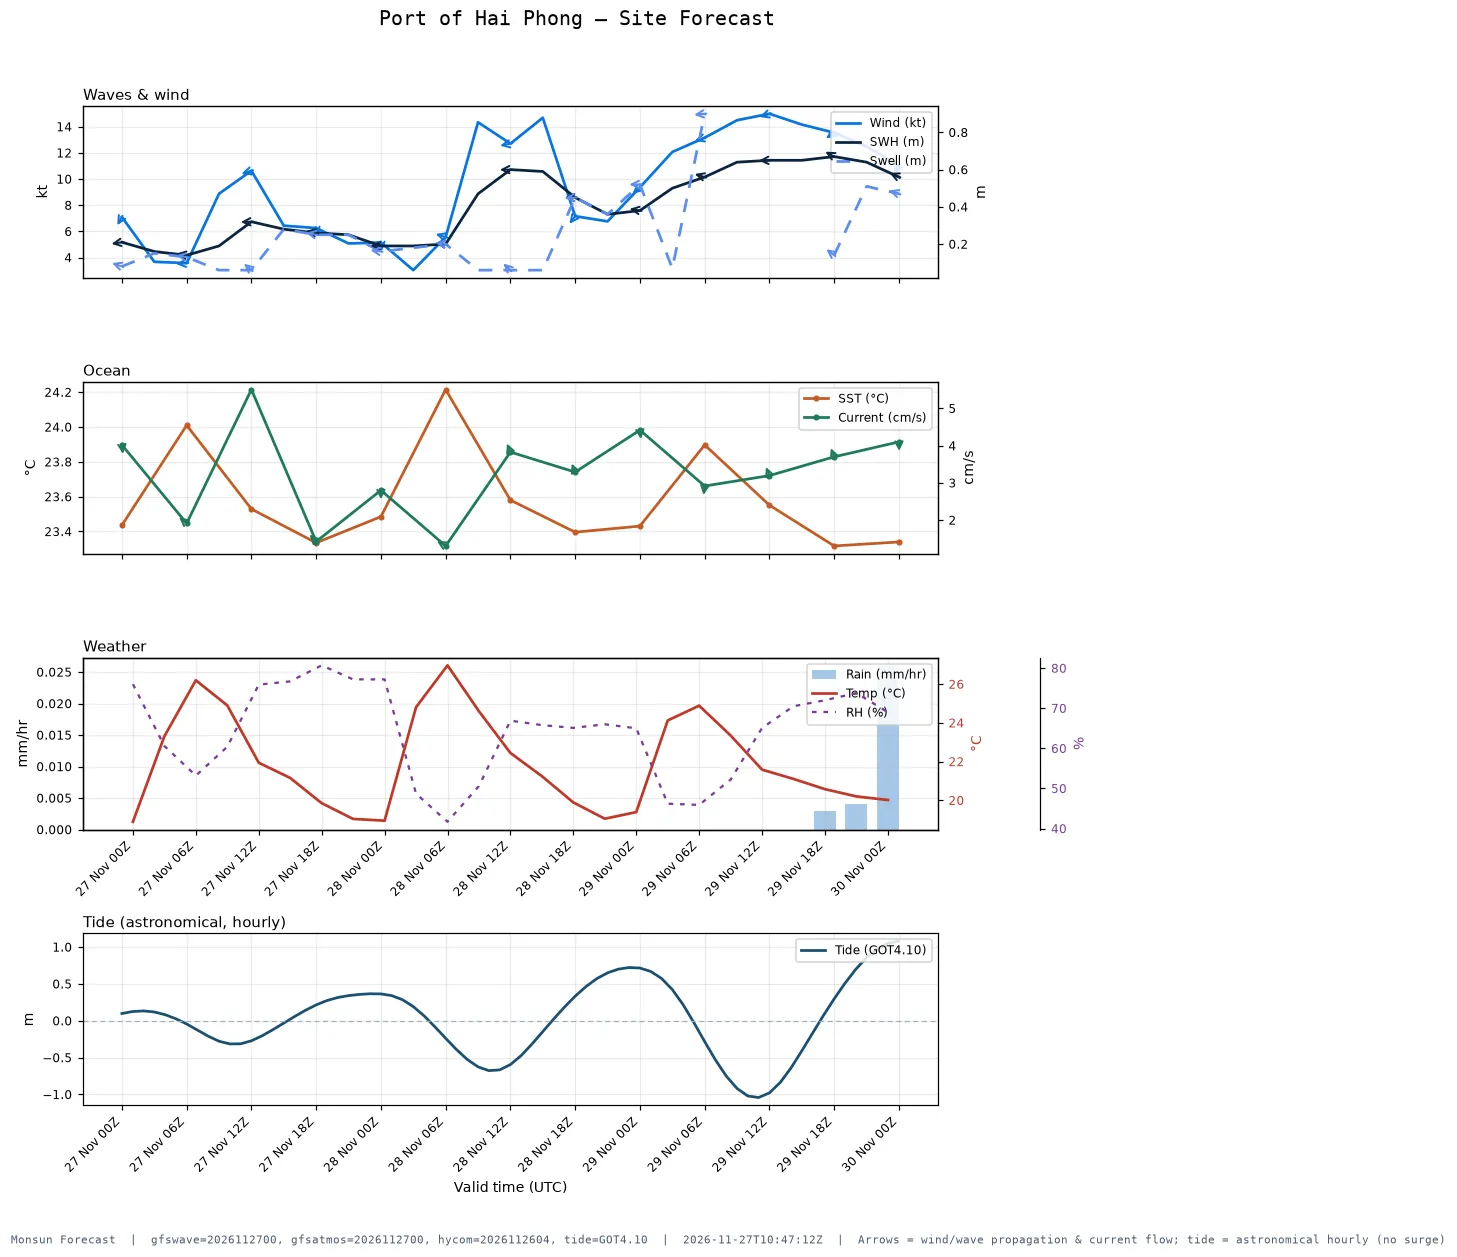 Port of Hai Phong — Site Forecast
Waves & wind
14
12
10
8
6
4
kt
0.8
0.6
0.4
0.2
m
Wind (kt)
SWH (m)
Swell (m)
Ocean
24.2
24.0
23.8
23.6
23.4
°C
5
4
3
2
cm/s
SST (°C)
Current (cm/s)
Weather
0.025
0.020
0.015
0.010
0.005
0.000
mm/hr
26
24
22
20
°C
80
70
60
50
40
%
Rain (mm/hr)
Temp (°C)
RH (%)
27 Nov 00Z
27 Nov 06Z
27 Nov 12Z
27 Nov 18Z
28 Nov 00Z
28 Nov 06Z
28 Nov 12Z
28 Nov 18Z
29 Nov 00Z
29 Nov 06Z
29 Nov 12Z
29 Nov 18Z
30 Nov 00Z
Tide (astronomical, hourly)
1.0
0.5
0.0
−0.5
−1.0
m
Tide (GOT4.10)
27 Nov 00Z
27 Nov 06Z
27 Nov 12Z
27 Nov 18Z
28 Nov 00Z
28 Nov 06Z
28 Nov 12Z
28 Nov 18Z
29 Nov 00Z
29 Nov 06Z
29 Nov 12Z
29 Nov 18Z
30 Nov 00Z
Valid time (UTC)
Monsun Forecast | gfswave=2026112700, gfsatmos=2026112700, hycom=2026112604, tide=GOT4.10 | 2026-11-27T10:47:12Z | Arrows = wind/wave propagation & current flow; tide = astronomical hourly (no surge)